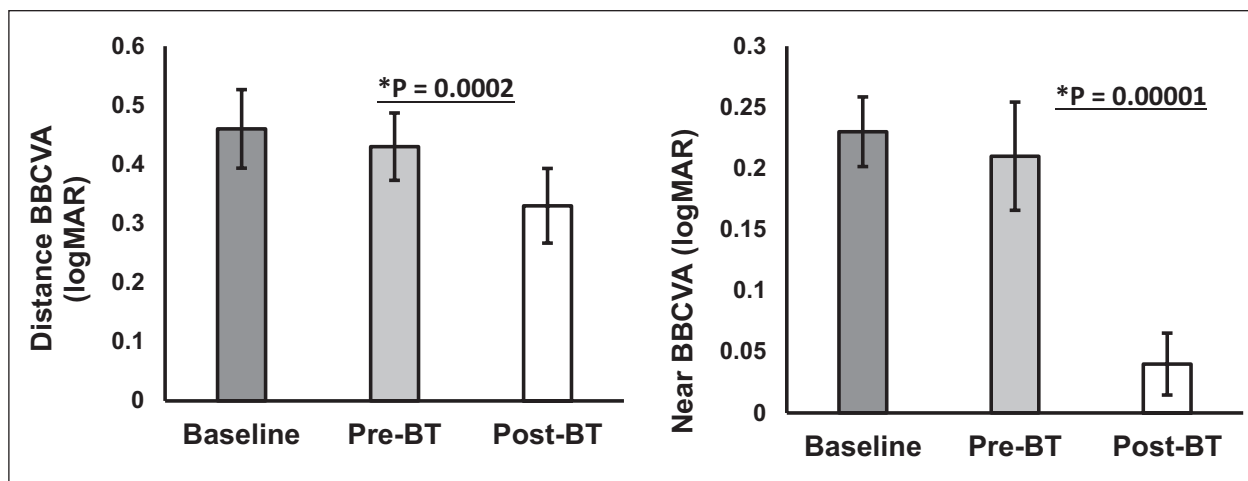 Distance BBCVA
(logMAR)
0.6
0.5
0.4
0.3
0.2
0.1
0
*P = 0.0002
Baseline
Pre-BT
Post-BT
Near BBCVA (logMAR)
0.3
0.25
0.2
0.15
0.1
0.05
0
*P = 0.00001
Baseline
Pre-BT
Post-BT